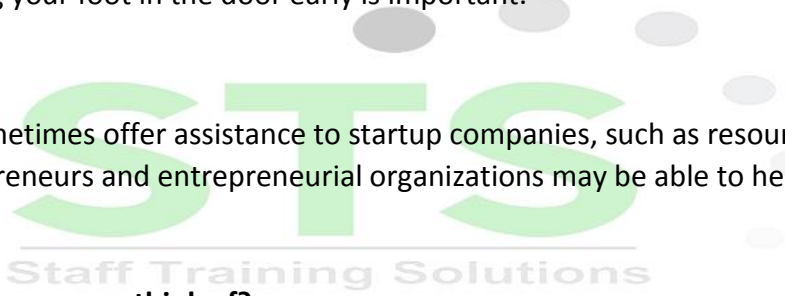 your foot in the door early is important.
STS
metimes offer assistance to startup companies, such as resour
reneurs and entrepreneurial organizations may be able to he
Staff Training Solutions
think of?